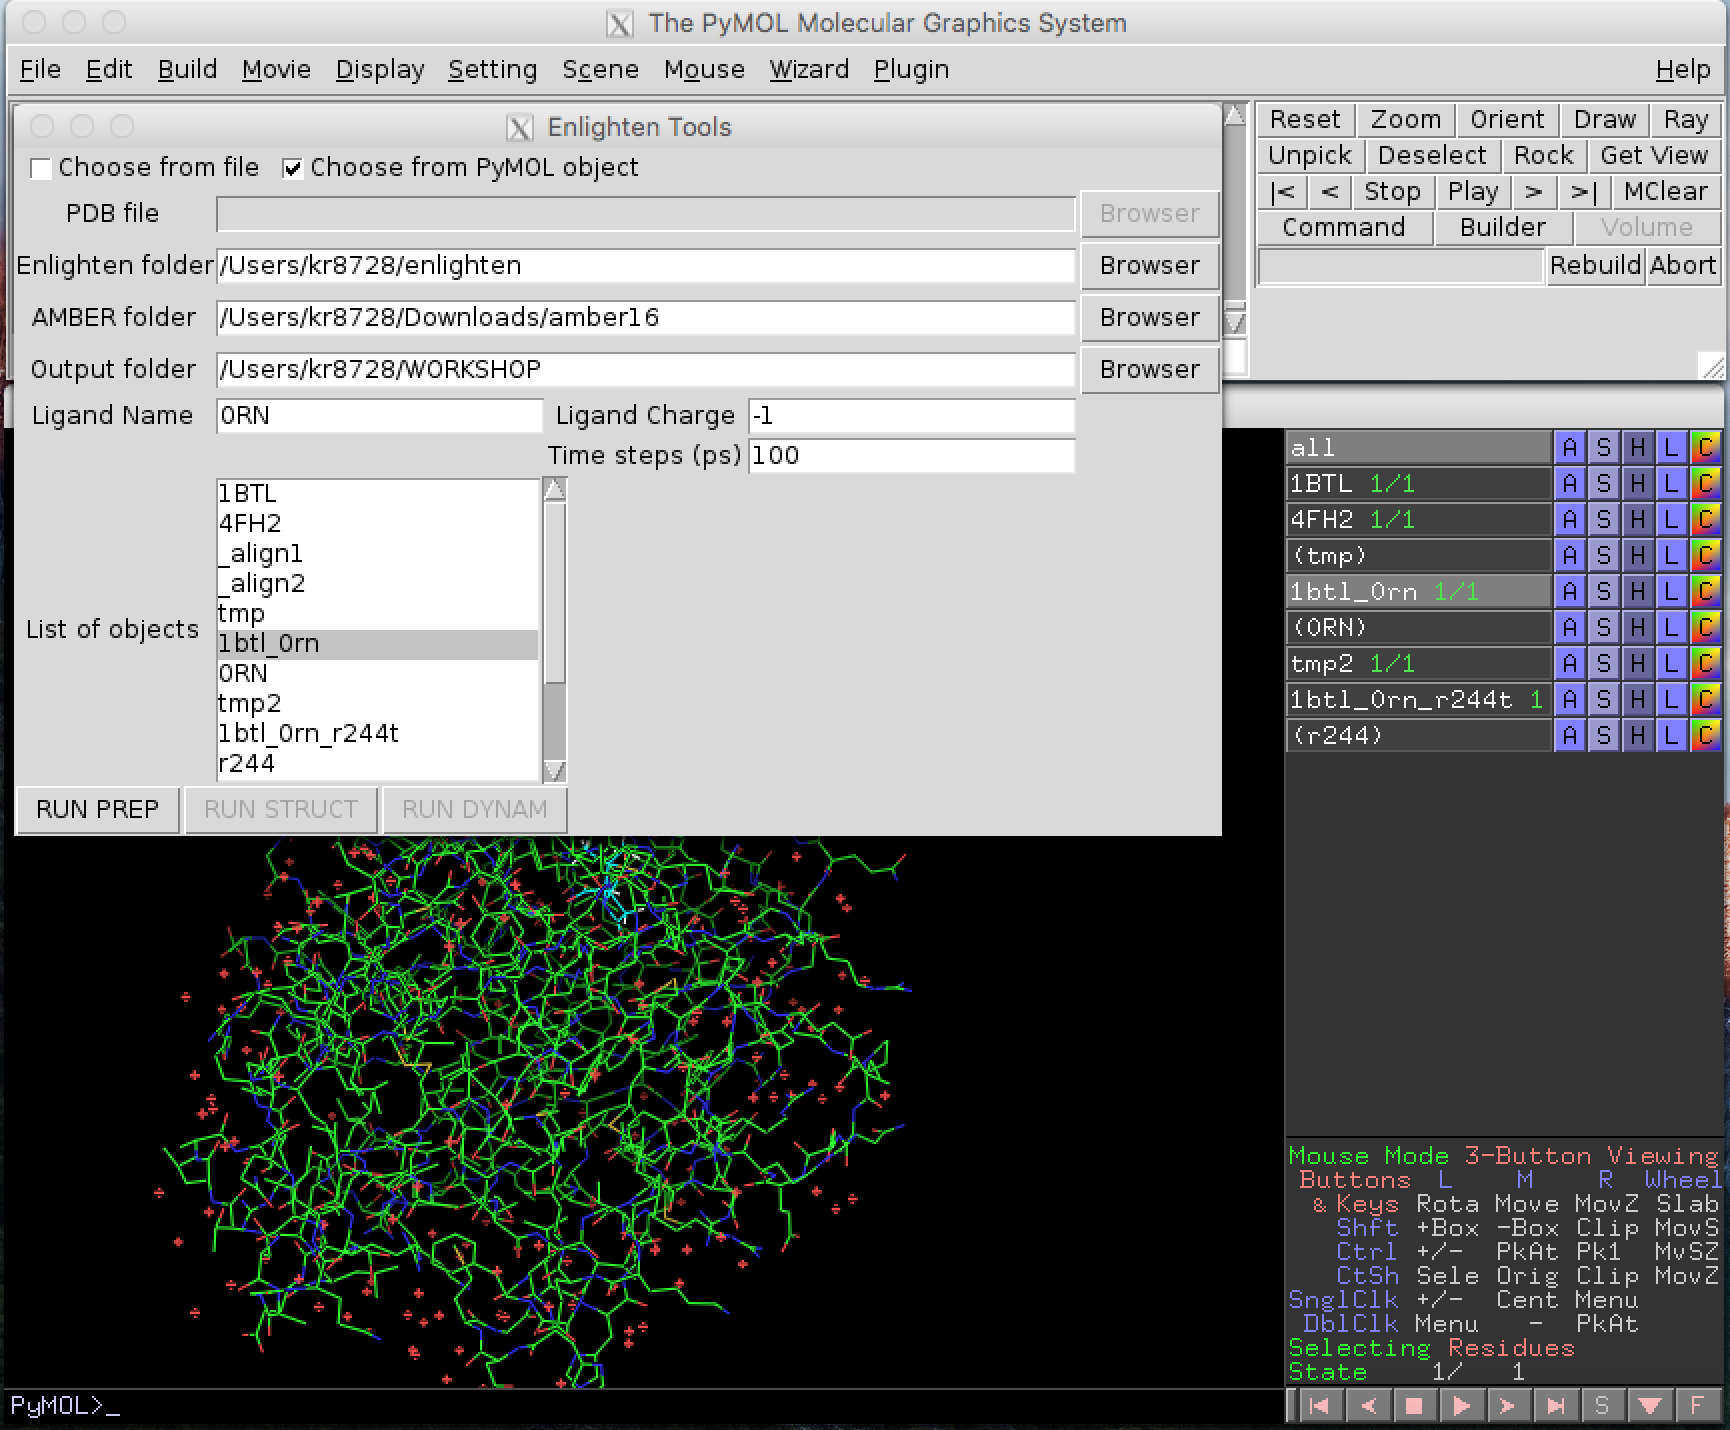 The PyMOL Molecular Graphics System
File Edit Build Movie Display Setting Scene Mouse Wizard Plugin Help
Enlighten Tools
Choose from file Choose from PyMOL object
PDB file Browser
Enlighten folder /Users/kr8728/enlighten Browser
AMBER folder /Users/kr8728/Downloads/amber16 Browser
Output folder /Users/kr8728/WORKSHOP Browser
Ligand Name 0RN Ligand Charge -1
Time steps (ps) 100
List of objects
1BTL
4FH2
_align1
_align2
tmp
1btl_0rn
0RN
tmp2
1btl_0rn_r244t
r244
RUN PREP RUN STRUCT RUN DYNAM
Reset Zoom Orient Draw Ray
Unpick Deselect Rock Get View
|< < Stop Play > >| MClear
Command Builder Volume
Rebuild Abort
all A S H L C
1BTL 1/1 A S H L C
4FH2 1/1 A S H L C
(tmp) A S H L C
1btl_0rn 1/1 A S H L C
(0RN) A S H L C
tmp2 1/1 A S H L C
1btl_0rn_r244t 1 A S H L C
(r244) A S H L C
Mouse Mode 3-Button Viewing
Buttons L M R Wheel
& Keys Rota Move MovZ Slab
Shft +Box -Box Clip MovS
Ctrl +/- PkAt Pk1 MvSZ
CtSh Sele Orig Clip MovZ
SnglClk +/- Cent Menu
DblClk Menu - PkAt
Selecting Residues
State 1/ 1
PyMOL>_
S F